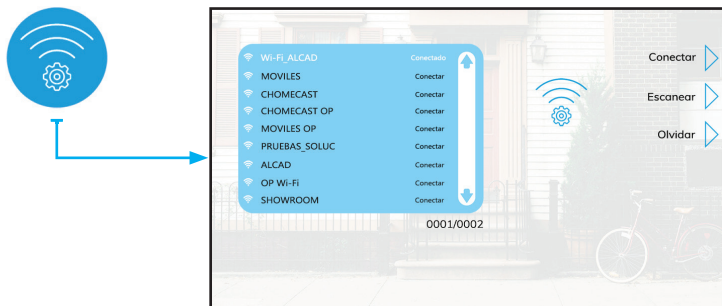 Wi-Fi_ALCAD Conectado
MOVILES Conectar
CHOMECAST Conectar
CHOMECAST OP Conectar
MOVILES OP Conectar
PRUEBAS_SOLUC Conectar
ALCAD Conectar
OP Wi-Fi Conectar
SHOWROOM Conectar
0001/0002
Conectar
Escanear
Olvidar